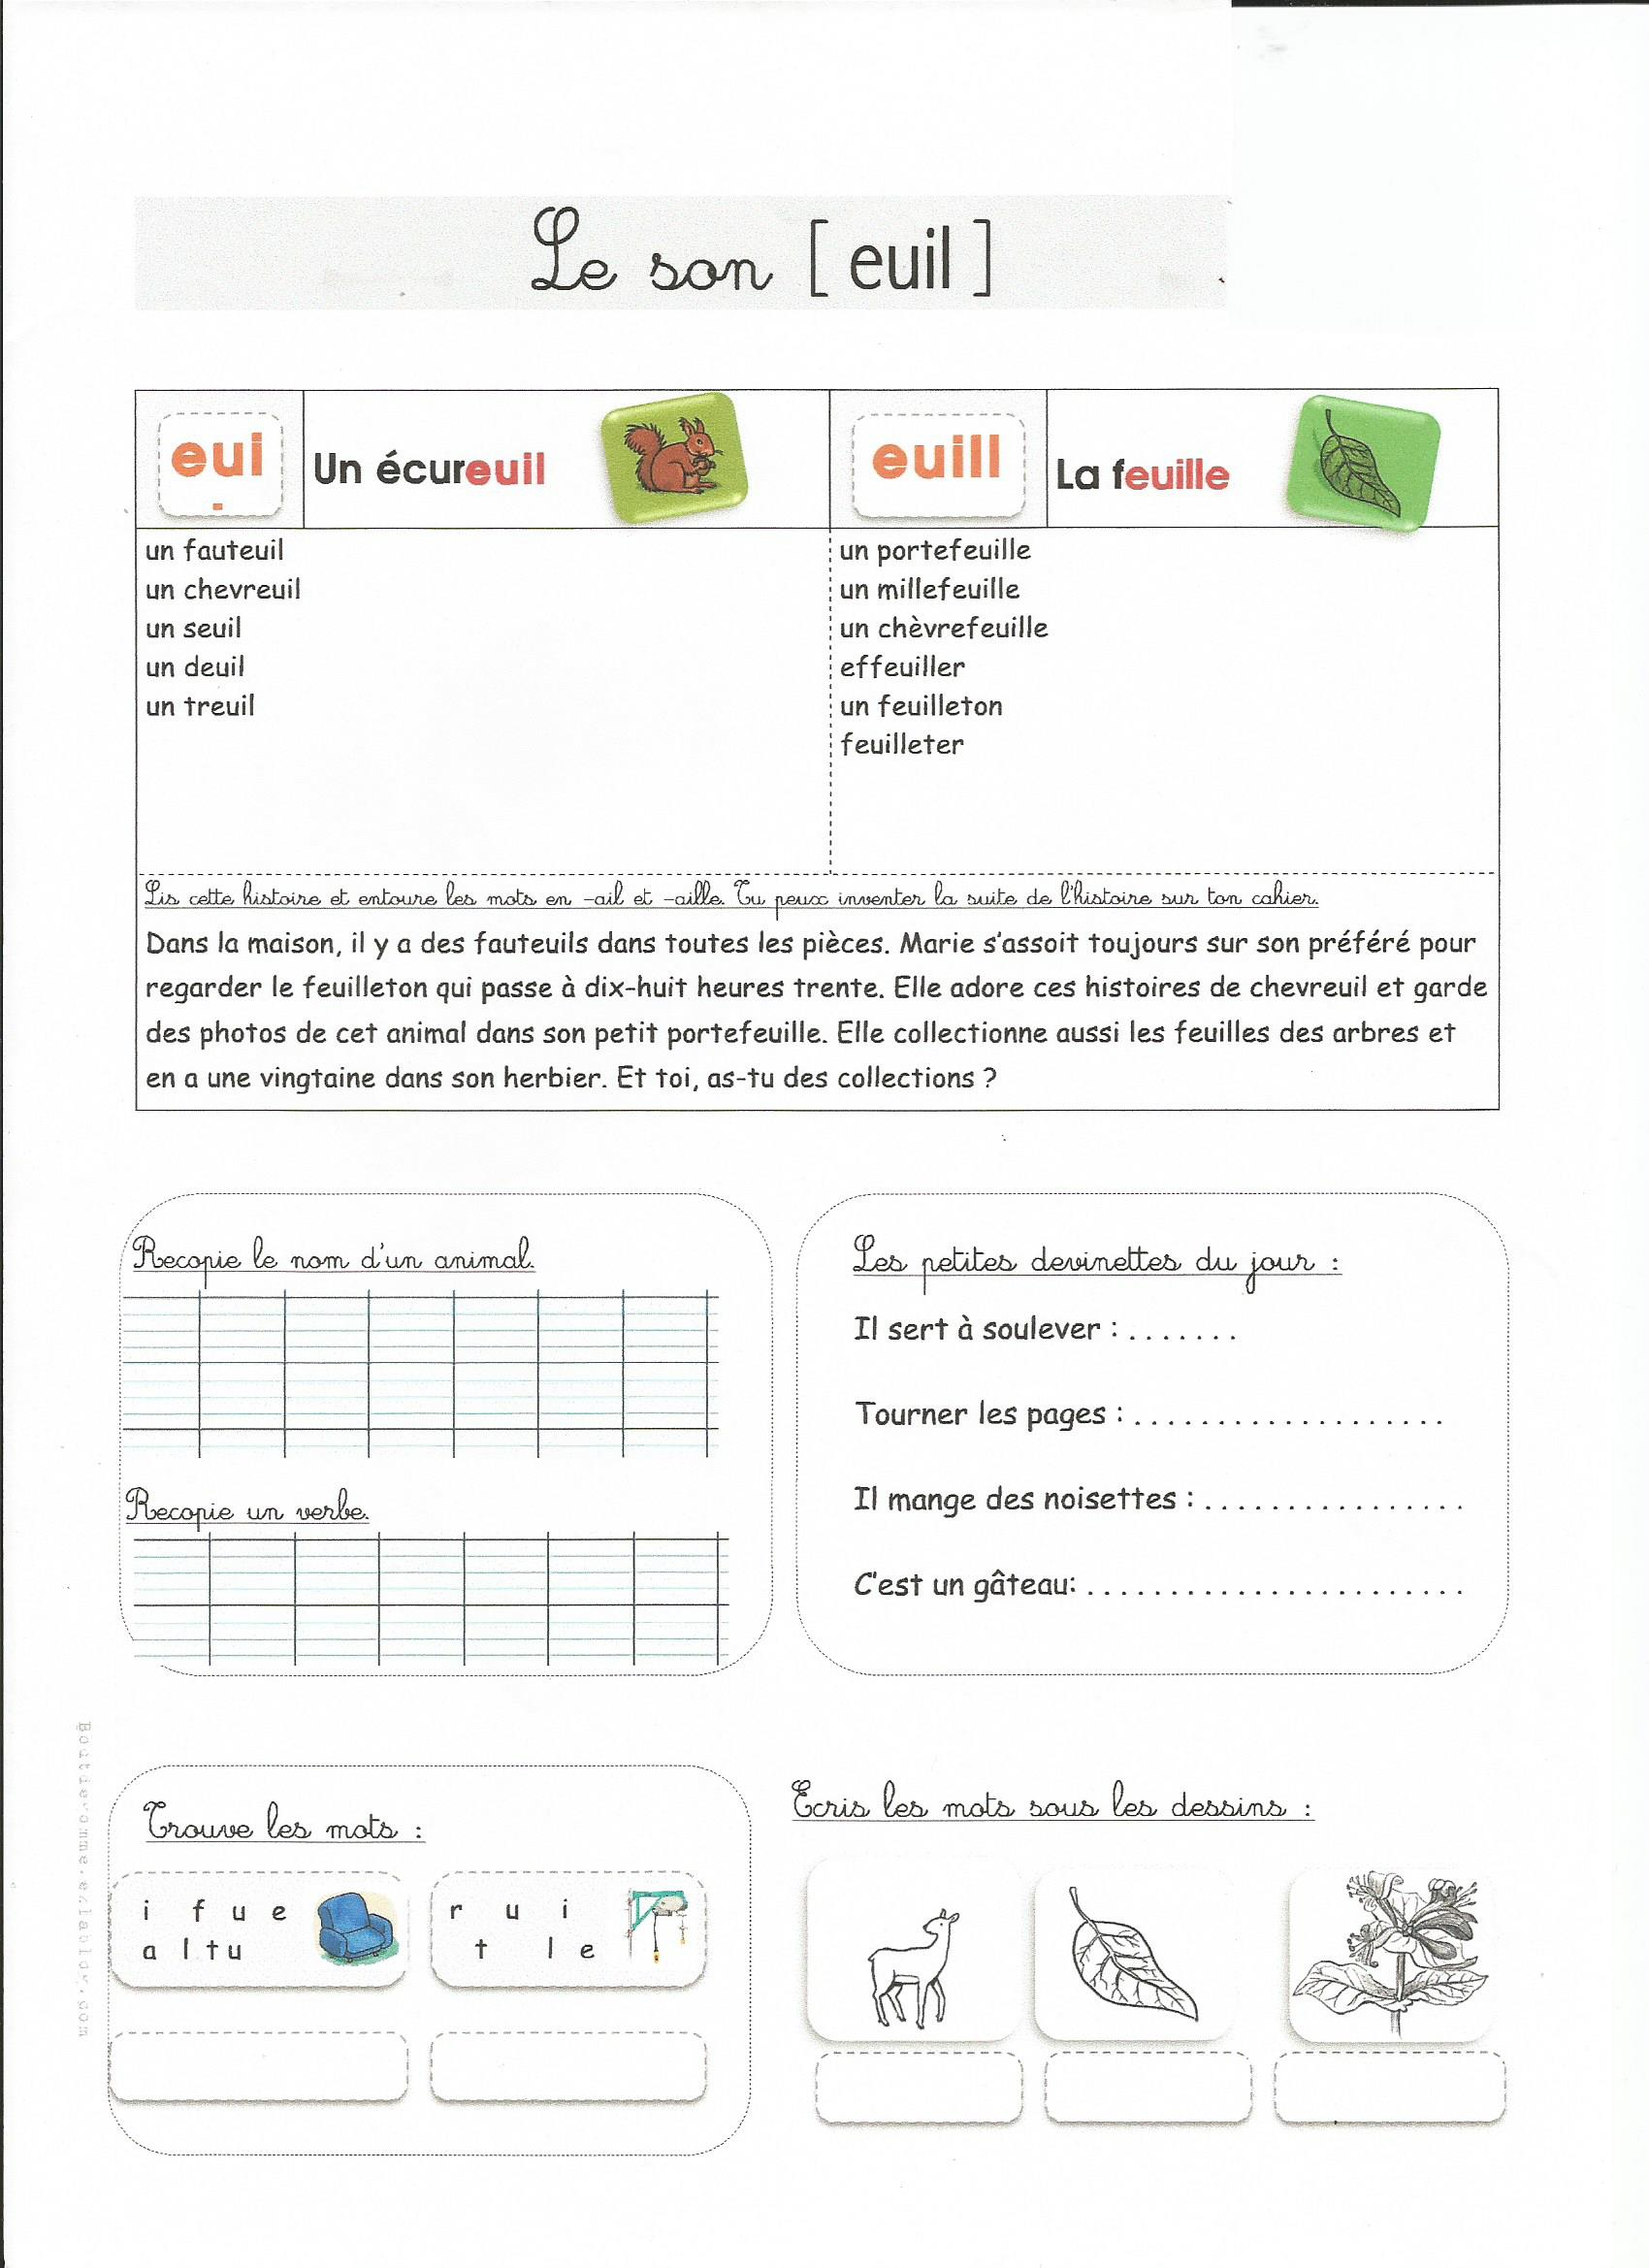 Le son [ euil ]
eui
Un écureuil
euill
La feuille
un fauteuil
un chevreuil
un seuil
un deuil
un treuil
un portefeuille
un millefeuille
un chèvrefeuille
effeuiller
un feuilleton
feuilleter
Lis cette histoire et entoure les mots en -ail et -aille. Tu peux inventer la suite de l'histoire sur ton cahier.
Dans la maison, il y a des fauteuils dans toutes les pièces. Marie s'assoit toujours sur son préféré pour
regarder le feuilleton qui passe à dix-huit heures trente. Elle adore ces histoires de chevreuil et garde
des photos de cet animal dans son petit portefeuille. Elle collectionne aussi les feuilles des arbres et
en a une vingtaine dans son herbier. Et toi, as-tu des collections ?
Recopie le nom d'un animal.
Recopie un verbe.
Les petites devinettes du jour :
Il sert à soulever : . . . . . . .
Tourner les pages : . . . . . . . . . . . . . . . . . . .
Il mange des noisettes : . . . . . . . . . . . . . . . .
C'est un gâteau: . . . . . . . . . . . . . . . . . . . . . . .
Trouve les mots :
i f u e
a l t u
r u i
t l e
Ecris les mots sous les dessins :